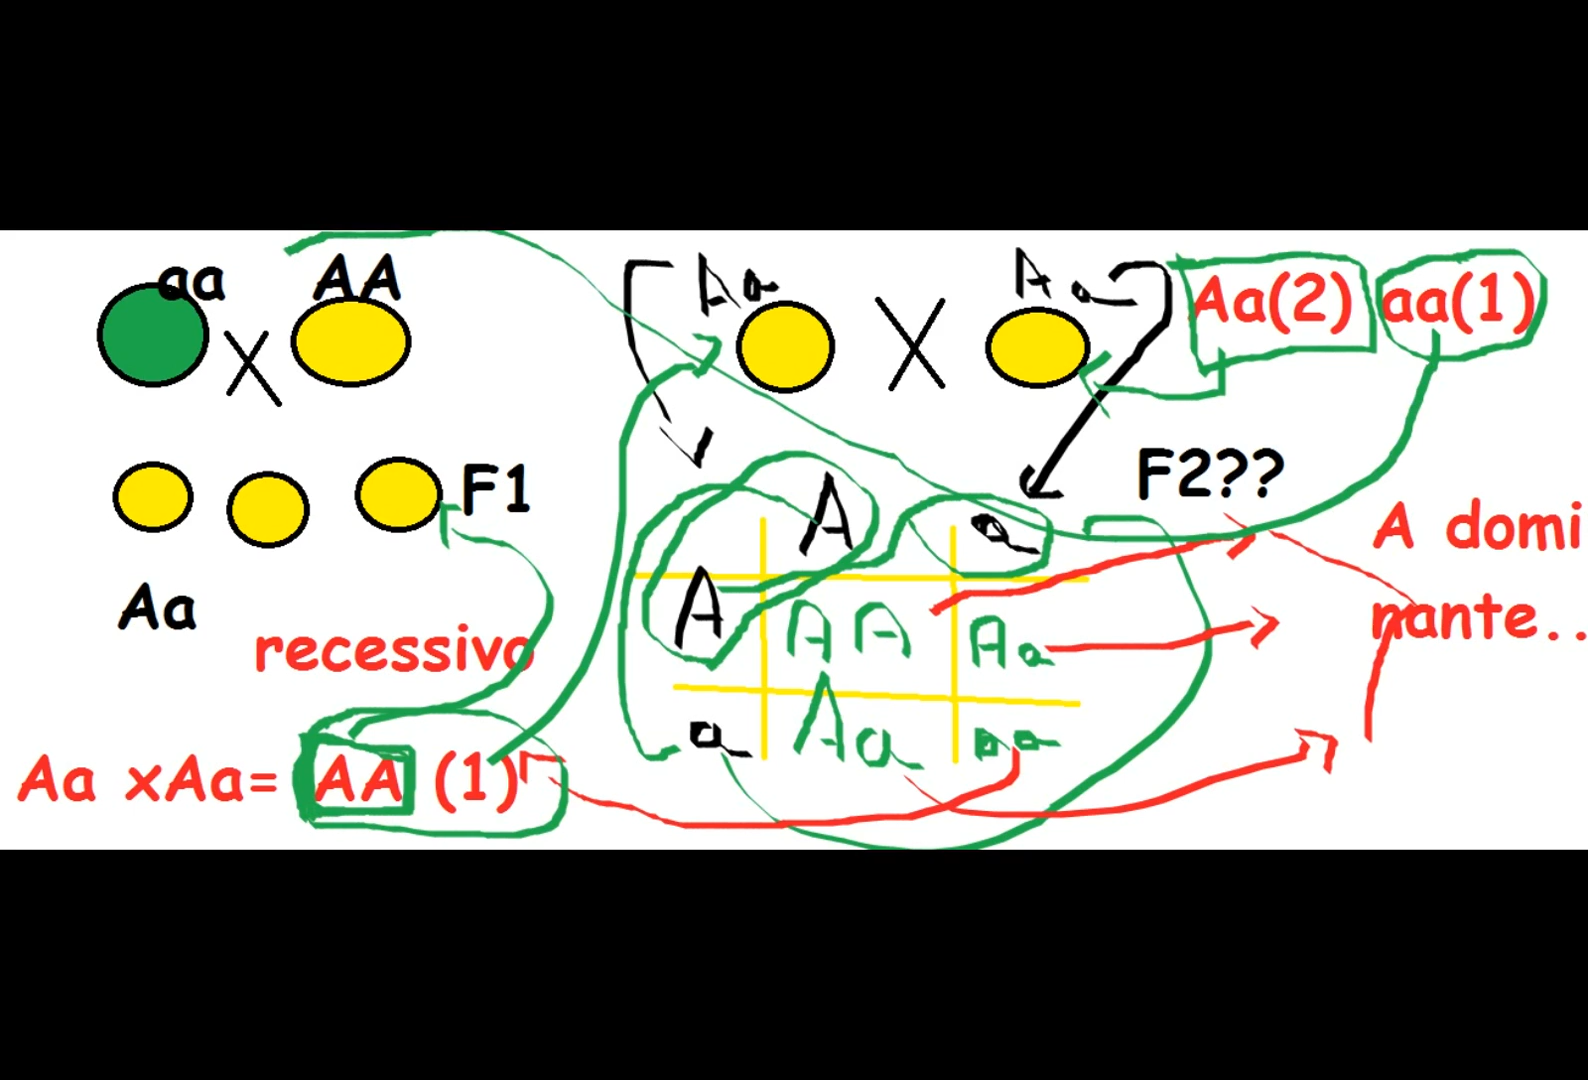 aa AA
Aa Aa
Aa(2) aa(1)
F1
F2??
A a
A domi
nante..
A AA Aa
Aa
recessivo
a Aa aa
Aa xAa= AA (1)